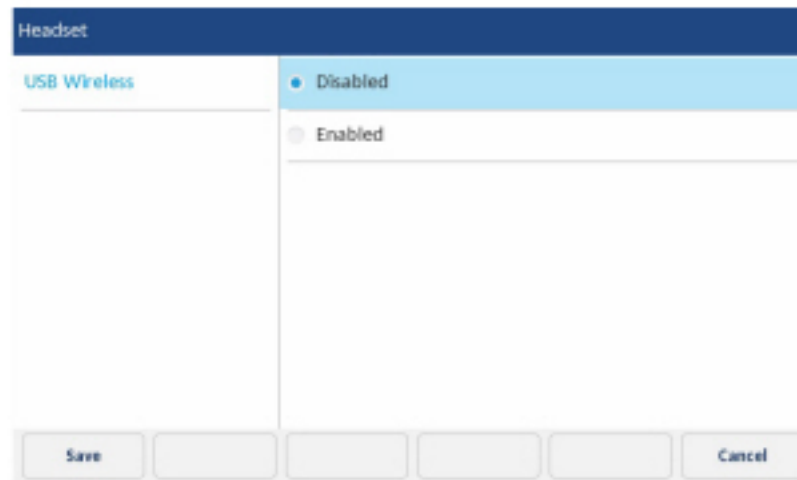 Headset
USB Wireless
Disabled
Enabled
Save
Cancel